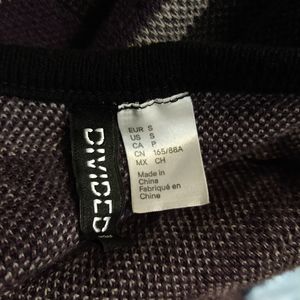 DIVIDED
EUR S
US S
CA P
CN 165/88A
MX CH
Made in
China
Fabriqué en
Chine